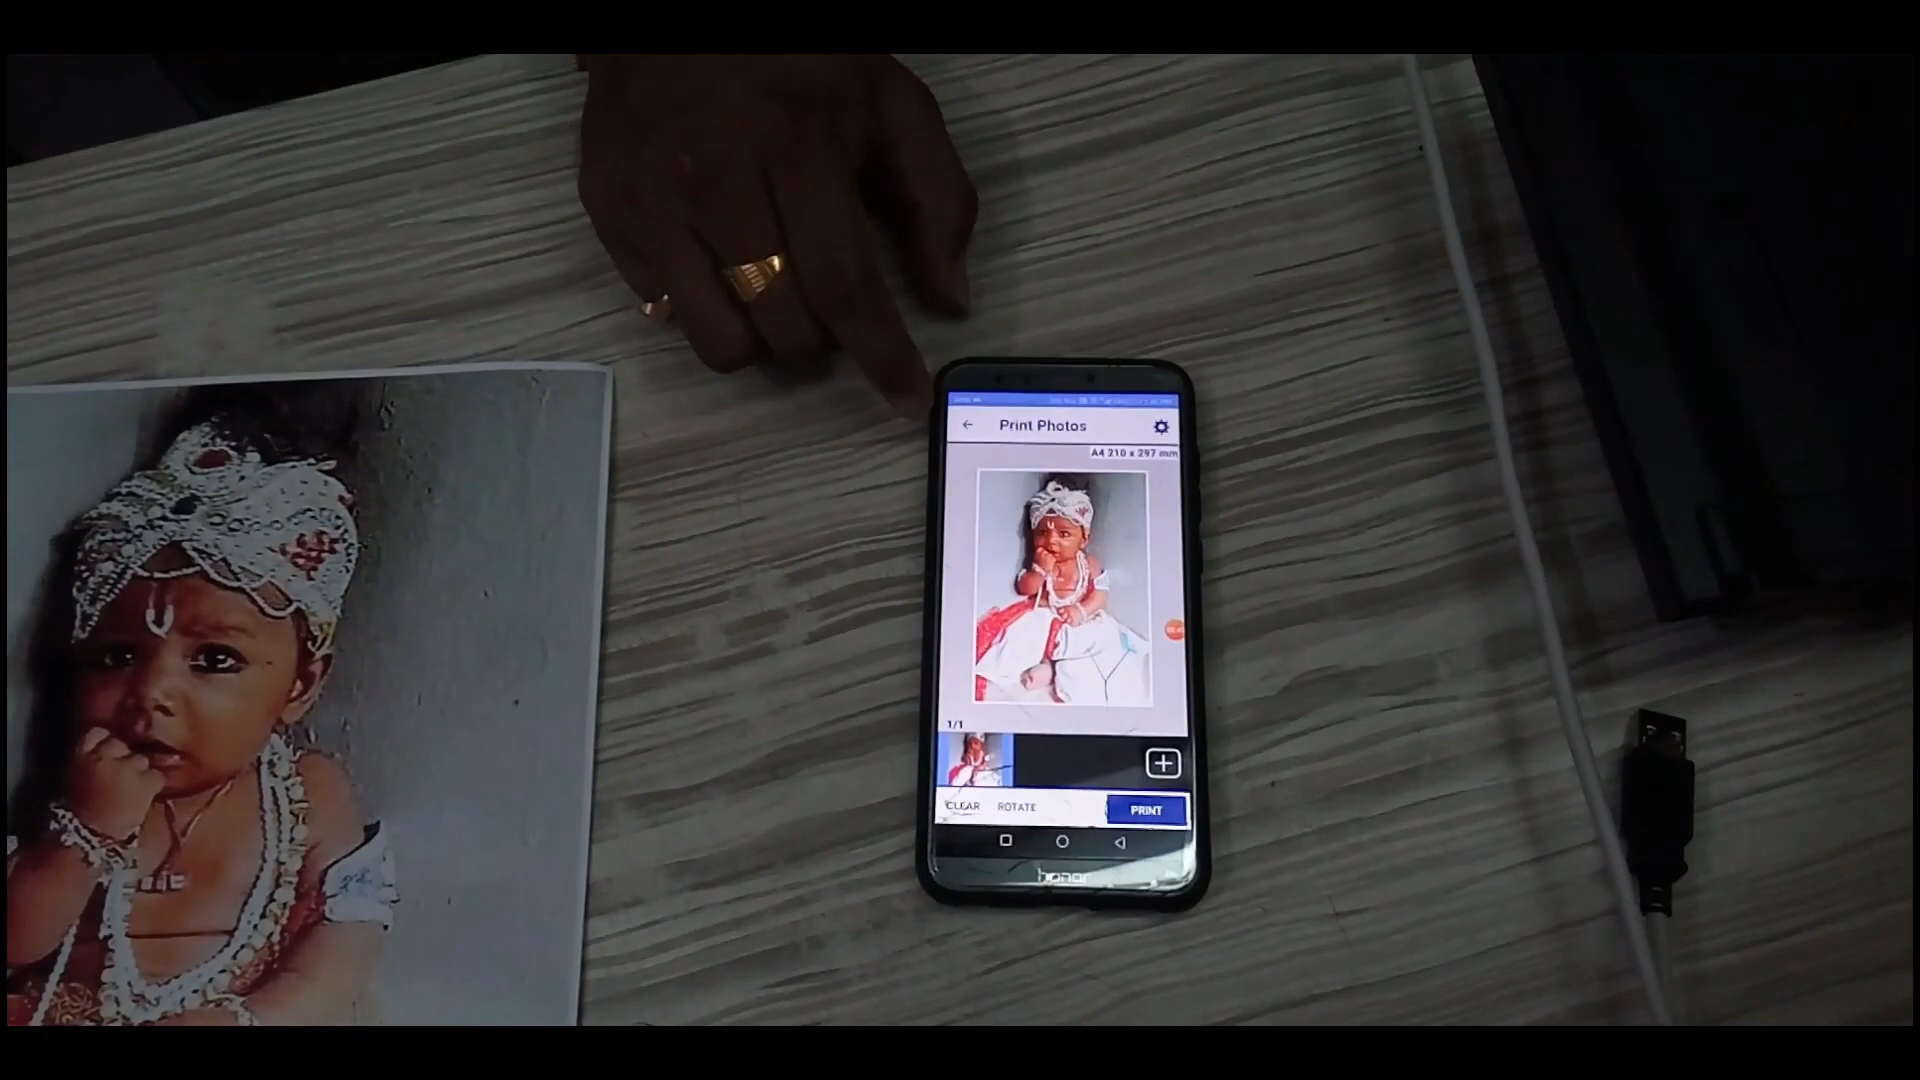 Print Photos
A4 210 x 297 mm
1/1
CLEAR ROTATE PRINT
honor